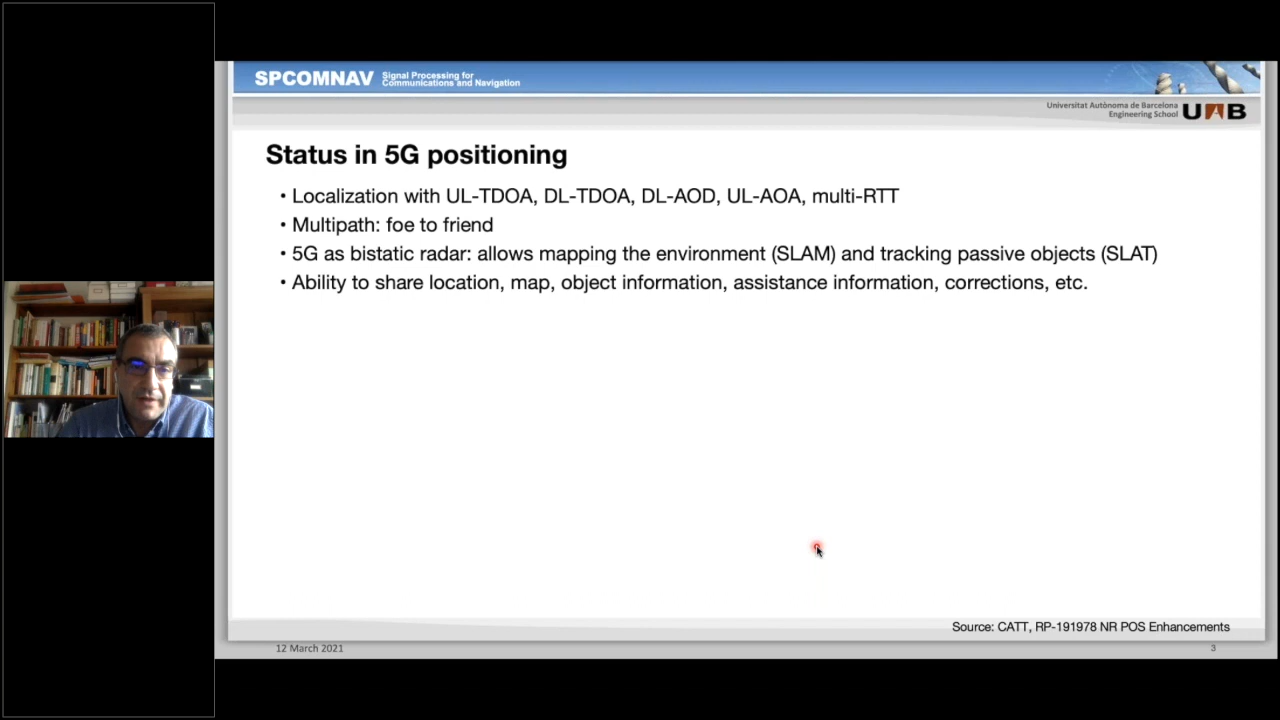 SPCOMNAV Signal Processing for
Communications and Navigation
Universitat Autònoma de Barcelona
Engineering School UAB
Status in 5G positioning
• Localization with UL-TDOA, DL-TDOA, DL-AOD, UL-AOA, multi-RTT
• Multipath: foe to friend
• 5G as bistatic radar: allows mapping the environment (SLAM) and tracking passive objects (SLAT)
• Ability to share location, map, object information, assistance information, corrections, etc.
Source: CATT, RP-191978 NR POS Enhancements
12 March 2021
3